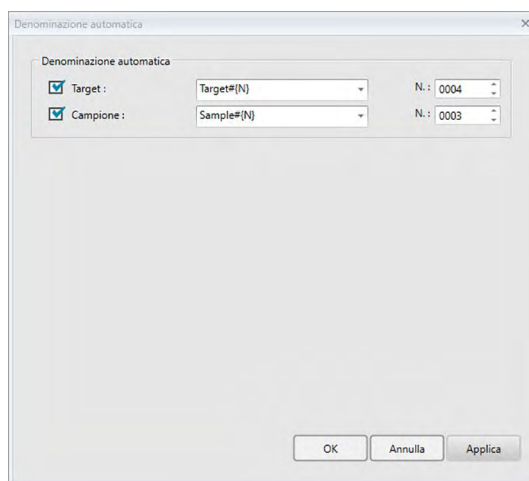 Denominazione automatica
Denominazione automatica
Target : Target#{N} N. : 0004
Campione : Sample#{N} N. : 0003
OK Annulla Applica